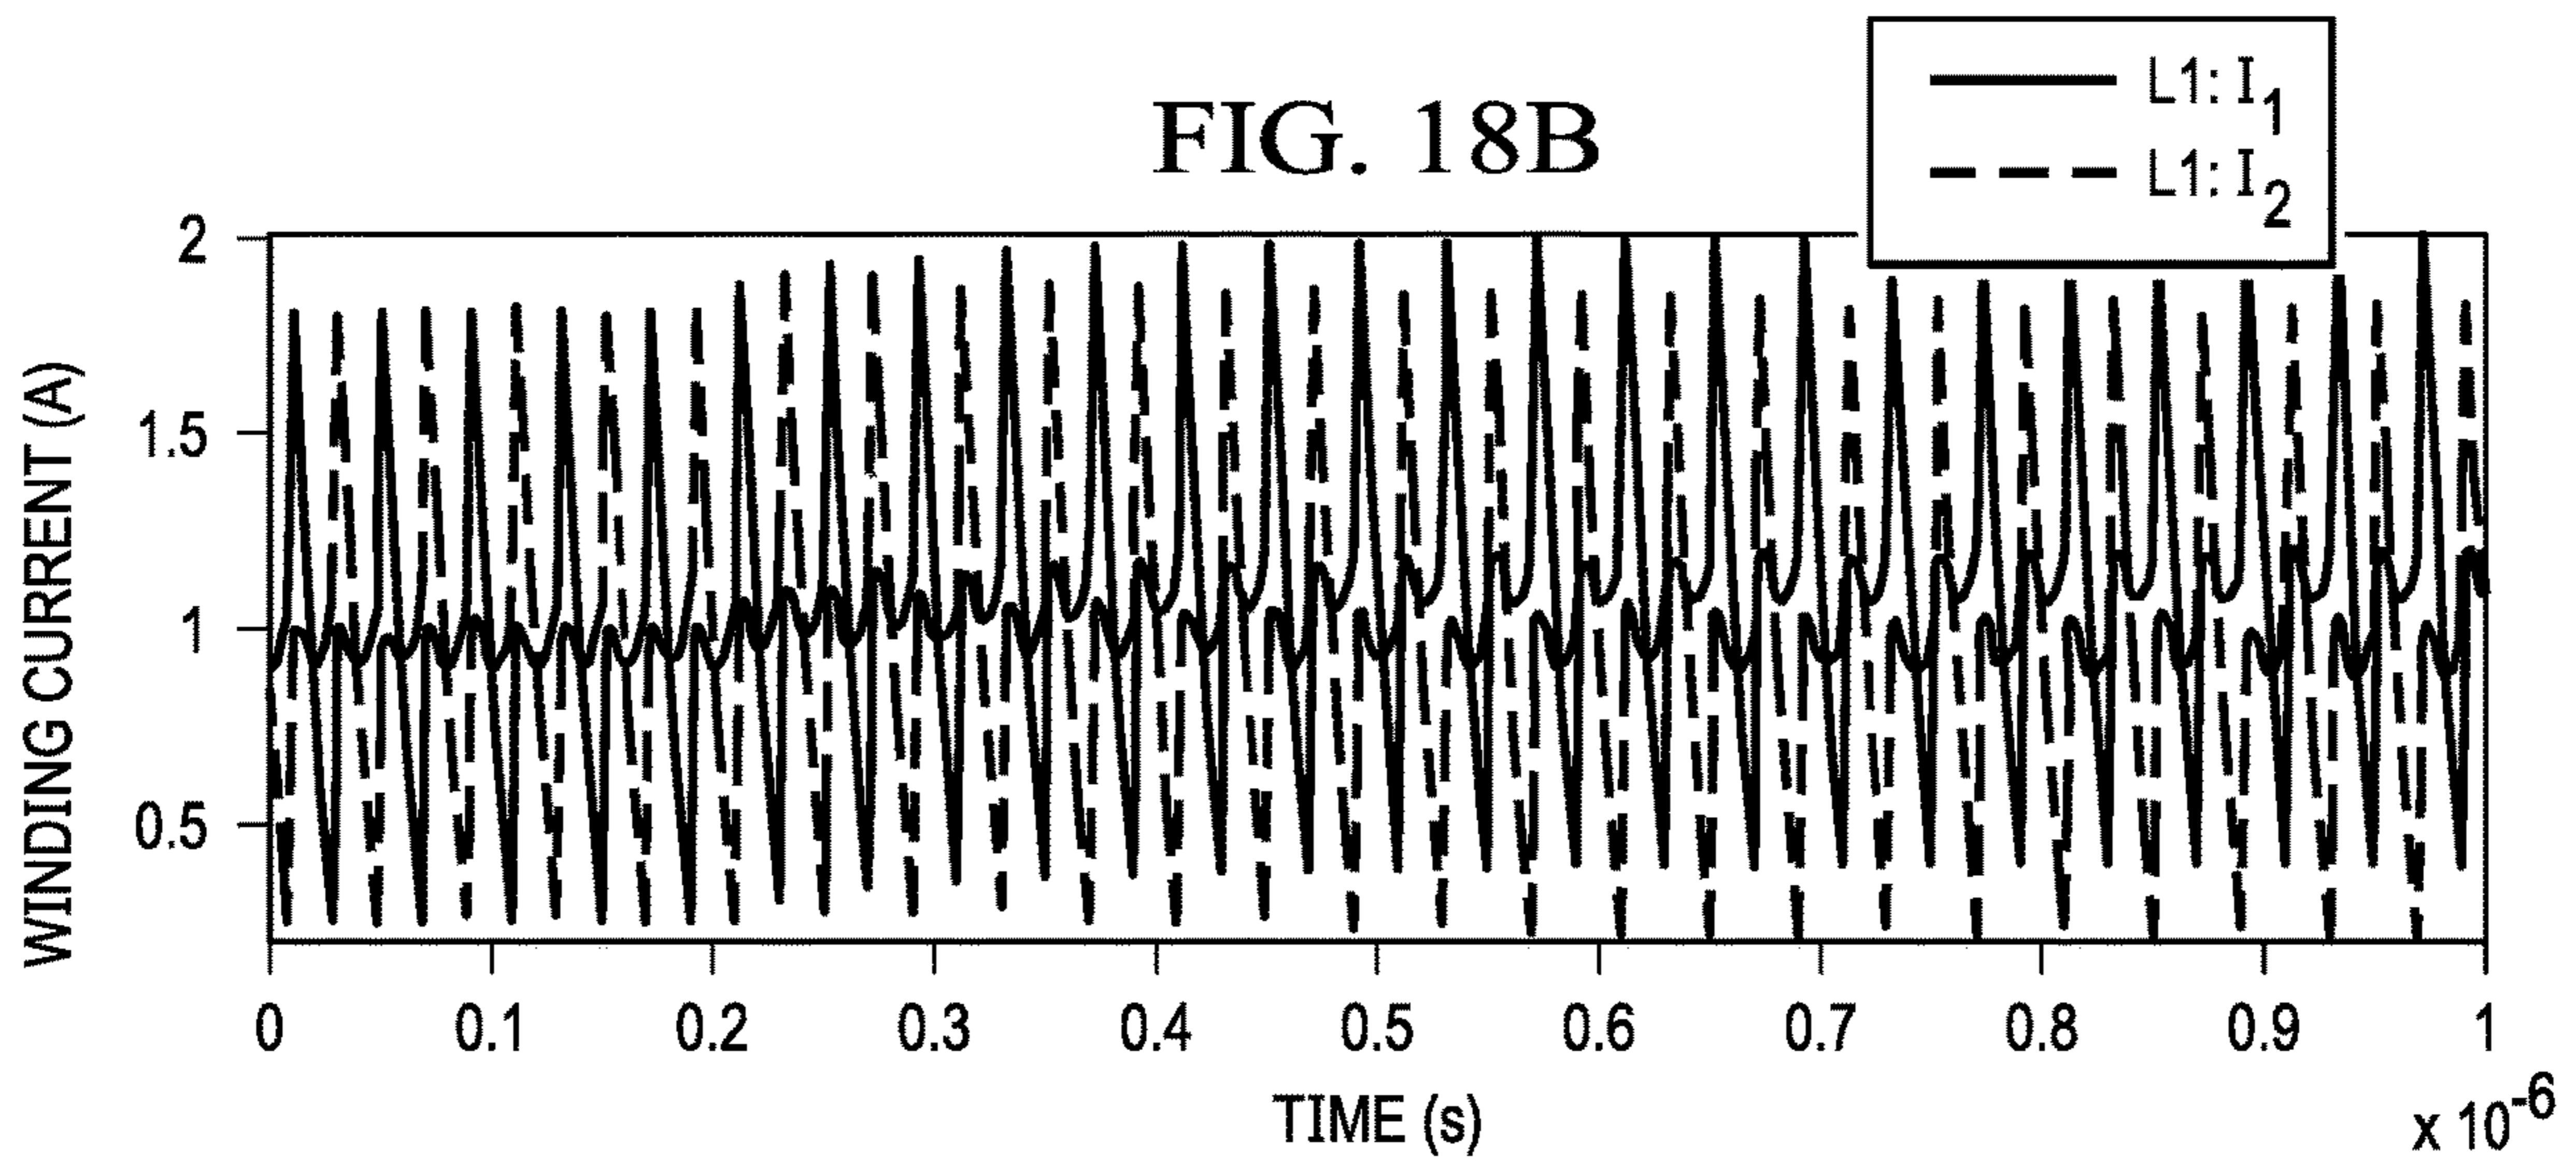 FIG. 18B
L1: I1
L1: I2
WINDING CURRENT (A)
2
1.5
1
0.5
0 0.1 0.2 0.3 0.4 0.5 0.6 0.7 0.8 0.9 1
TIME (s)
x 10-6